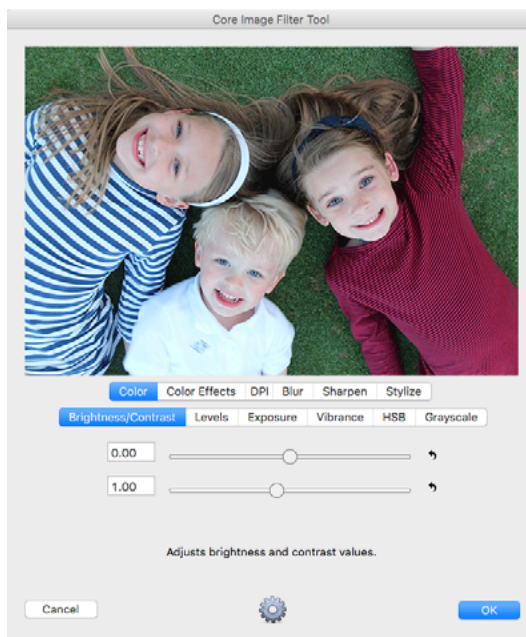 Core Image Filter Tool
Color Color Effects DPI Blur Sharpen Stylize
Brightness/Contrast Levels Exposure Vibrance HSB Grayscale
0.00
1.00
Adjusts brightness and contrast values.
Cancel OK